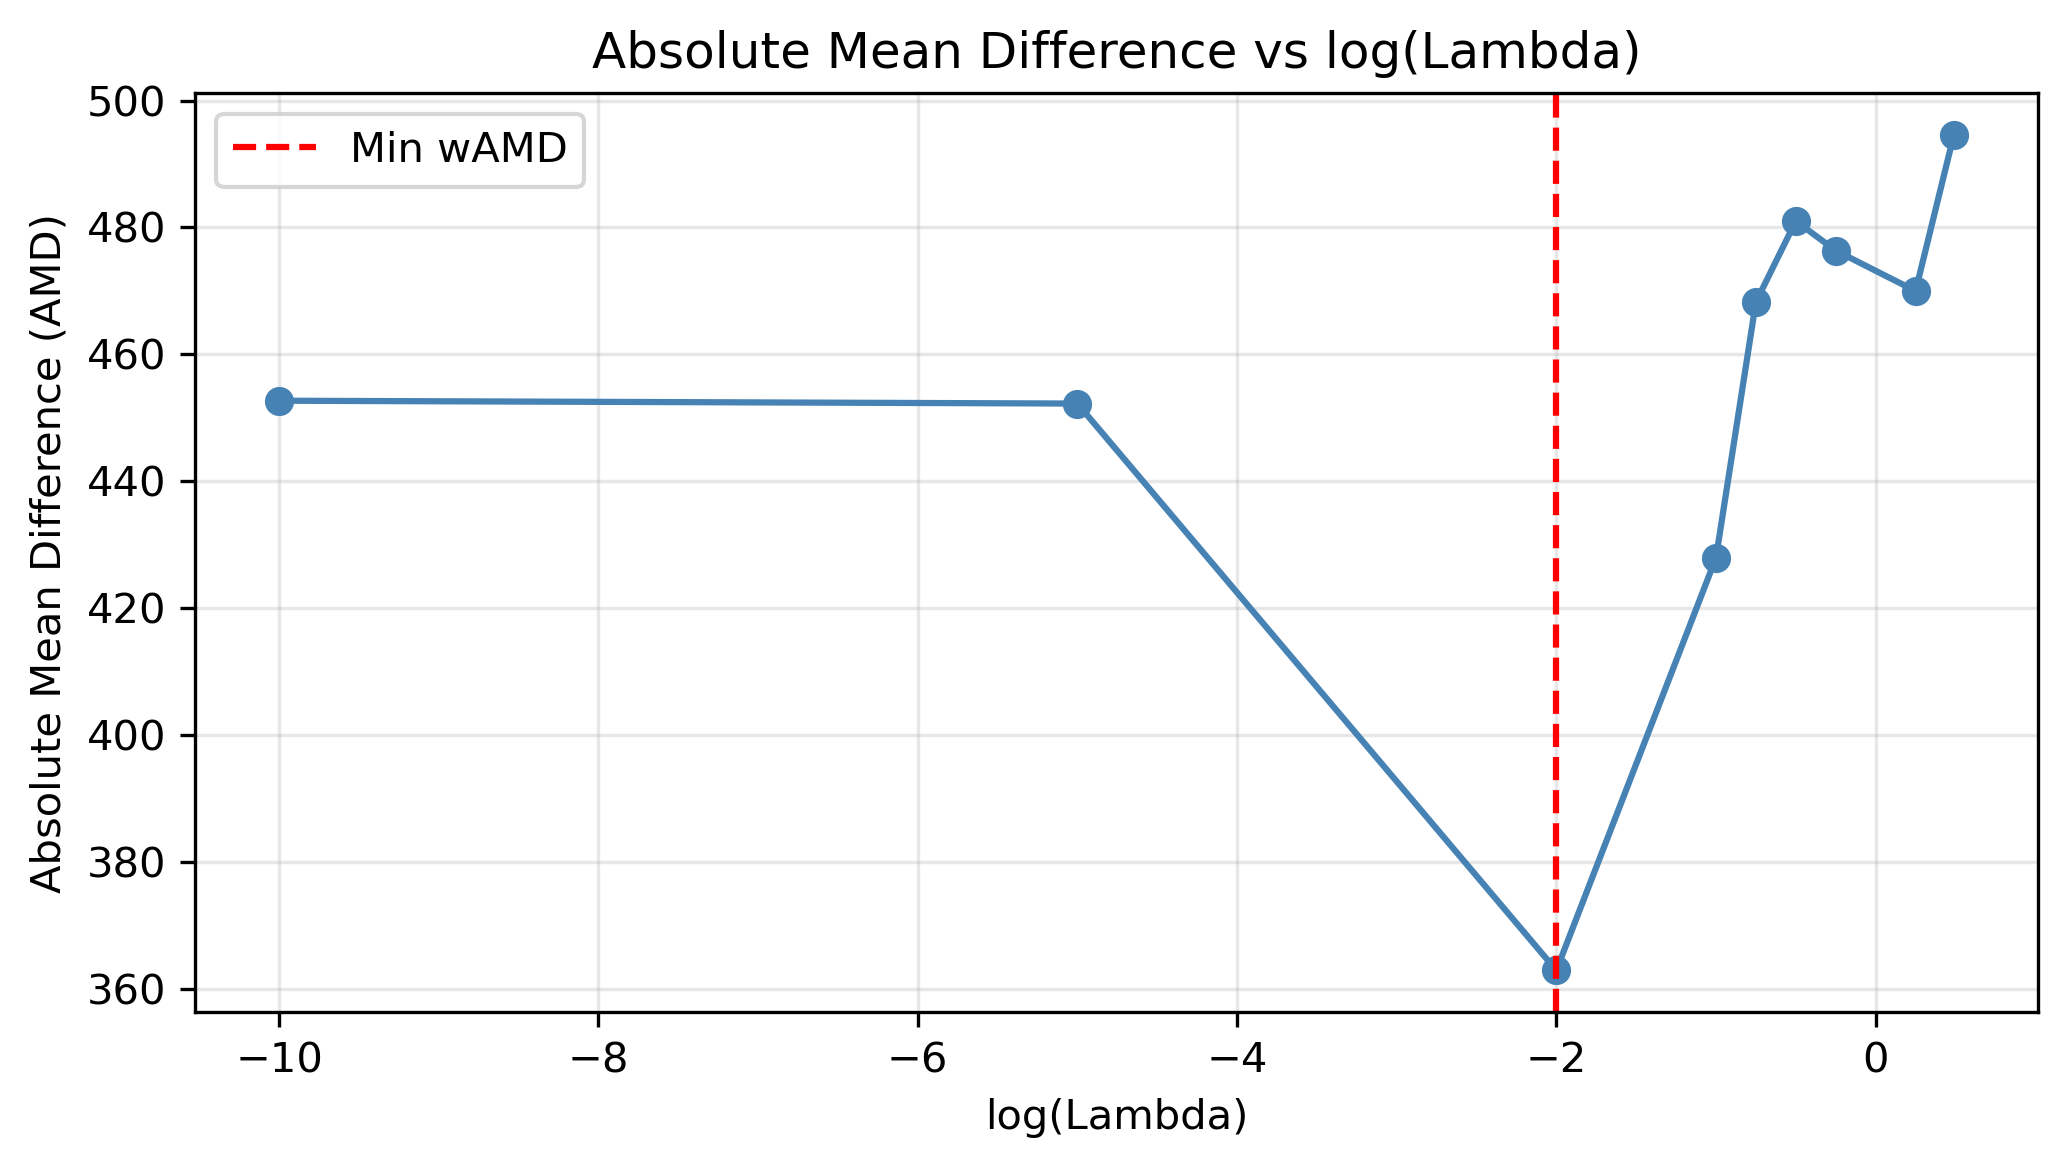 Absolute Mean Difference vs log(Lambda)
Min wAMD
Absolute Mean Difference (AMD)
500
480
460
440
420
400
380
360
−10 −8 −6 −4 −2 0
log(Lambda)